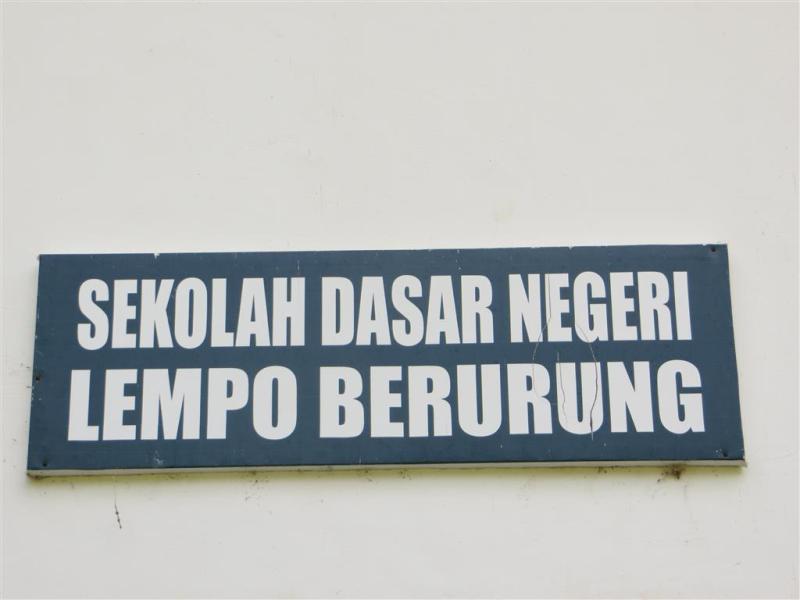 SEKOLAH DASAR NEGERI
LEMPO BERURUNG